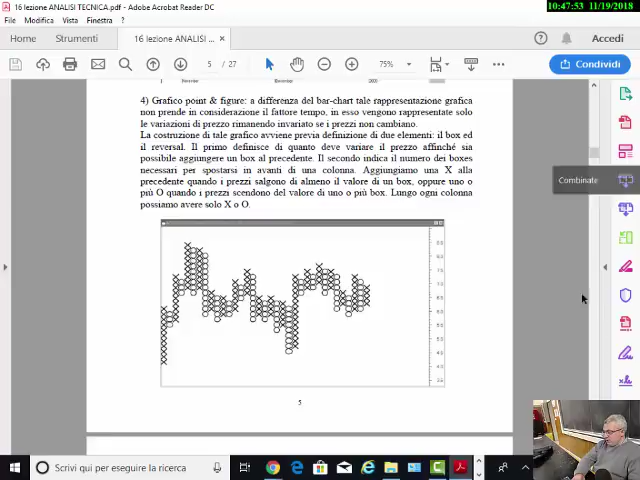 16 lezione ANALISI TECNICA.pdf - Adobe Acrobat Reader DC
10:47:53 11/19/2018
File Modifica Vista Finestra ?
Home Strumenti 16 lezione ANALISI ... × Accedi
5 / 27 75% Condividi
4) Grafico point & figure: a differenza del bar-chart tale rappresentazione grafica
non prende in considerazione il fattore tempo, in esso vengono rappresentate solo
le variazioni di prezzo rimanendo invariato se i prezzi non cambiano.
La costruzione di tale grafico avviene previa definizione di due elementi: il box ed
il reversal. Il primo definisce di quanto deve variare il prezzo affinché sia
possibile aggiungere un box al precedente. Il secondo indica il numero dei boxes
necessari per spostarsi in avanti di una colonna. Aggiungiamo una X alla
precedente quando i prezzi salgono di almeno il valore di un box, oppure uno o
più O quando i prezzi scendono del valore di uno o più box. Lungo ogni colonna
possiamo avere solo X o O.
Combinate
5
Scrivi qui per eseguire la ricerca